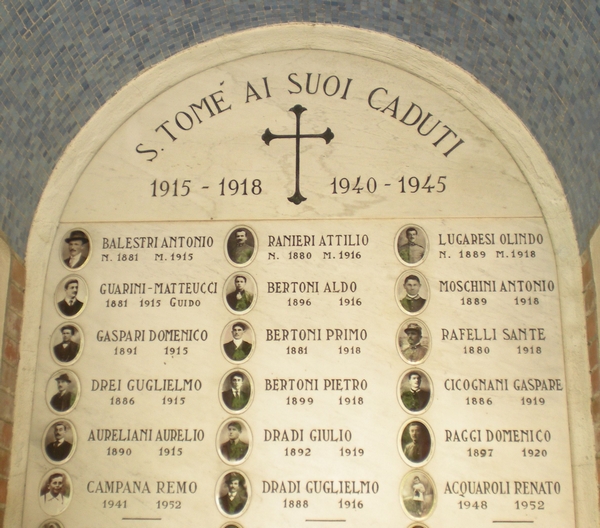 S. TOMÉ AI SUOI CADUTI
1915 - 1918
1940 - 1945
BALESTRI ANTONIO
N. 1881 M. 1915
GUARINI-MATTEUCCI
1881 1915 GUIDO
GASPARI DOMENICO
1891 1915
DREI GUGLIELMO
1886 1915
AURELIANI AURELIO
1890 1915
CAMPANA REMO
1941 1952
RANIERI ATTILIO
N. 1880 M. 1916
BERTONI ALDO
1896 1916
BERTONI PRIMO
1881 1918
BERTONI PIETRO
1899 1918
DRADI GIULIO
1892 1919
DRADI GUGLIELMO
1888 1916
LUGARESI OLINDO
N. 1889 M. 1918
MOSCHINI ANTONIO
1889 1918
RAFELLI SANTE
1880 1918
CICOGNANI GASPARE
1886 1919
RAGGI DOMENICO
1897 1920
ACQUAROLI RENATO
1948 1952